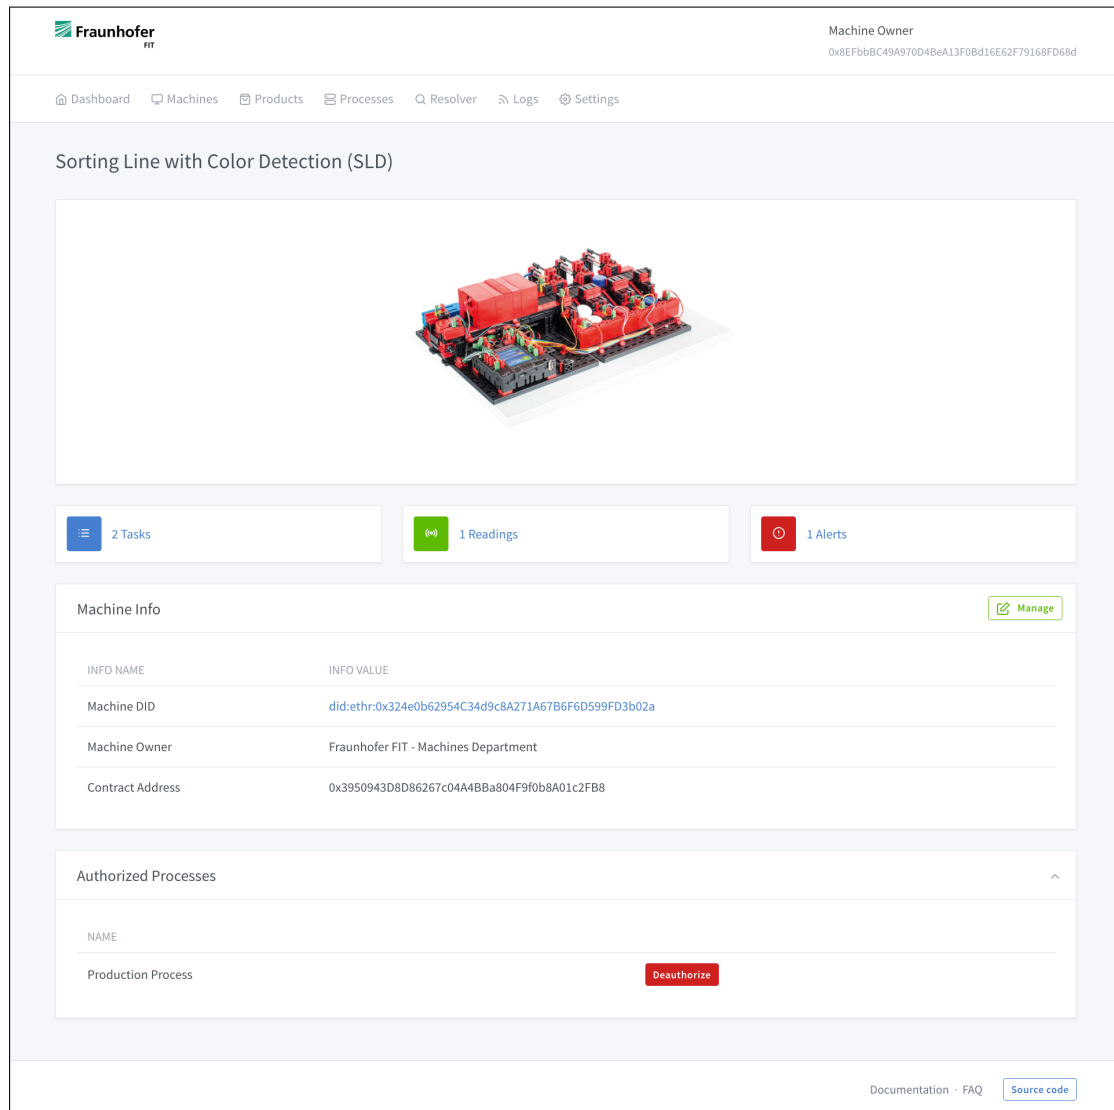 Fraunhofer
FIT
Machine Owner
0x8EFbbBC49A970D4BeA13F0Bd16E62F79168FD68d
Dashboard Machines Products Processes Resolver Logs Settings
Sorting Line with Color Detection (SLD)
2 Tasks 1 Readings 1 Alerts
Machine Info Manage
INFO NAME INFO VALUE
Machine DID did:ethr:0x324e0b62954C34d9c8A271A67B6F6D599FD3b02a
Machine Owner Fraunhofer FIT - Machines Department
Contract Address 0x3950943D8D86267c04A4BBa804F9f0b8A01c2FB8
Authorized Processes
NAME
Production Process Deauthorize
Documentation · FAQ Source code